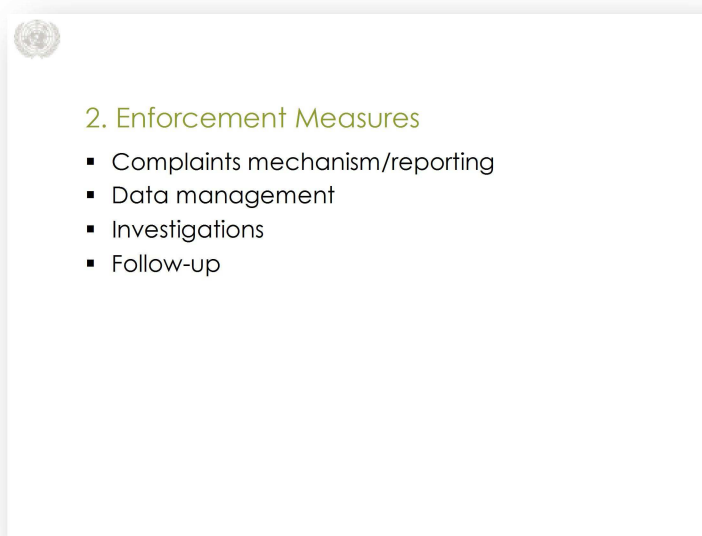 2. Enforcement Measures
▪ Complaints mechanism/reporting
▪ Data management
▪ Investigations
▪ Follow-up